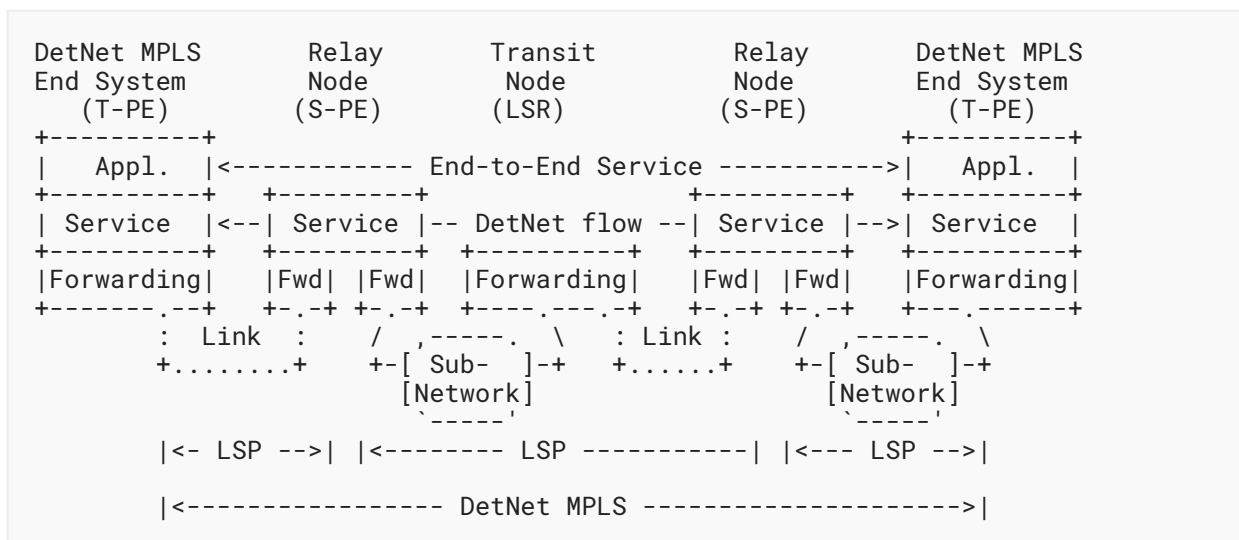 DetNet MPLS       Relay       Transit         Relay       DetNet MPLS
End System        Node         Node           Node        End System
   (T-PE)        (S-PE)       (LSR)          (S-PE)         (T-PE)
+----------+                                             +----------+
|   Appl.  |<------------ End-to-End Service ----------->|   Appl.  |
+----------+   +---------+                 +---------+   +----------+
| Service  |<--| Service |-- DetNet flow --| Service |-->| Service  |
+----------+   +---------+  +----------+   +---------+   +----------+
|Forwarding|   |Fwd| |Fwd|  |Forwarding|   |Fwd| |Fwd|   |Forwarding|
+-------.--+   +-.-+ +-.-+  +----.---.-+   +-.-+ +-.-+   +---.------+
        :  Link  :    /  ,-----.  \   : Link :    /  ,-----.  \
        +........+    +-[  Sub-  ]-+  +......+    +-[  Sub-  ]-+
                        [Network]                   [Network]
                         `-----'                     `-----'
        |<- LSP -->| |<-------- LSP -----------| |<--- LSP -->|
        |<----------------- DetNet MPLS --------------------->|